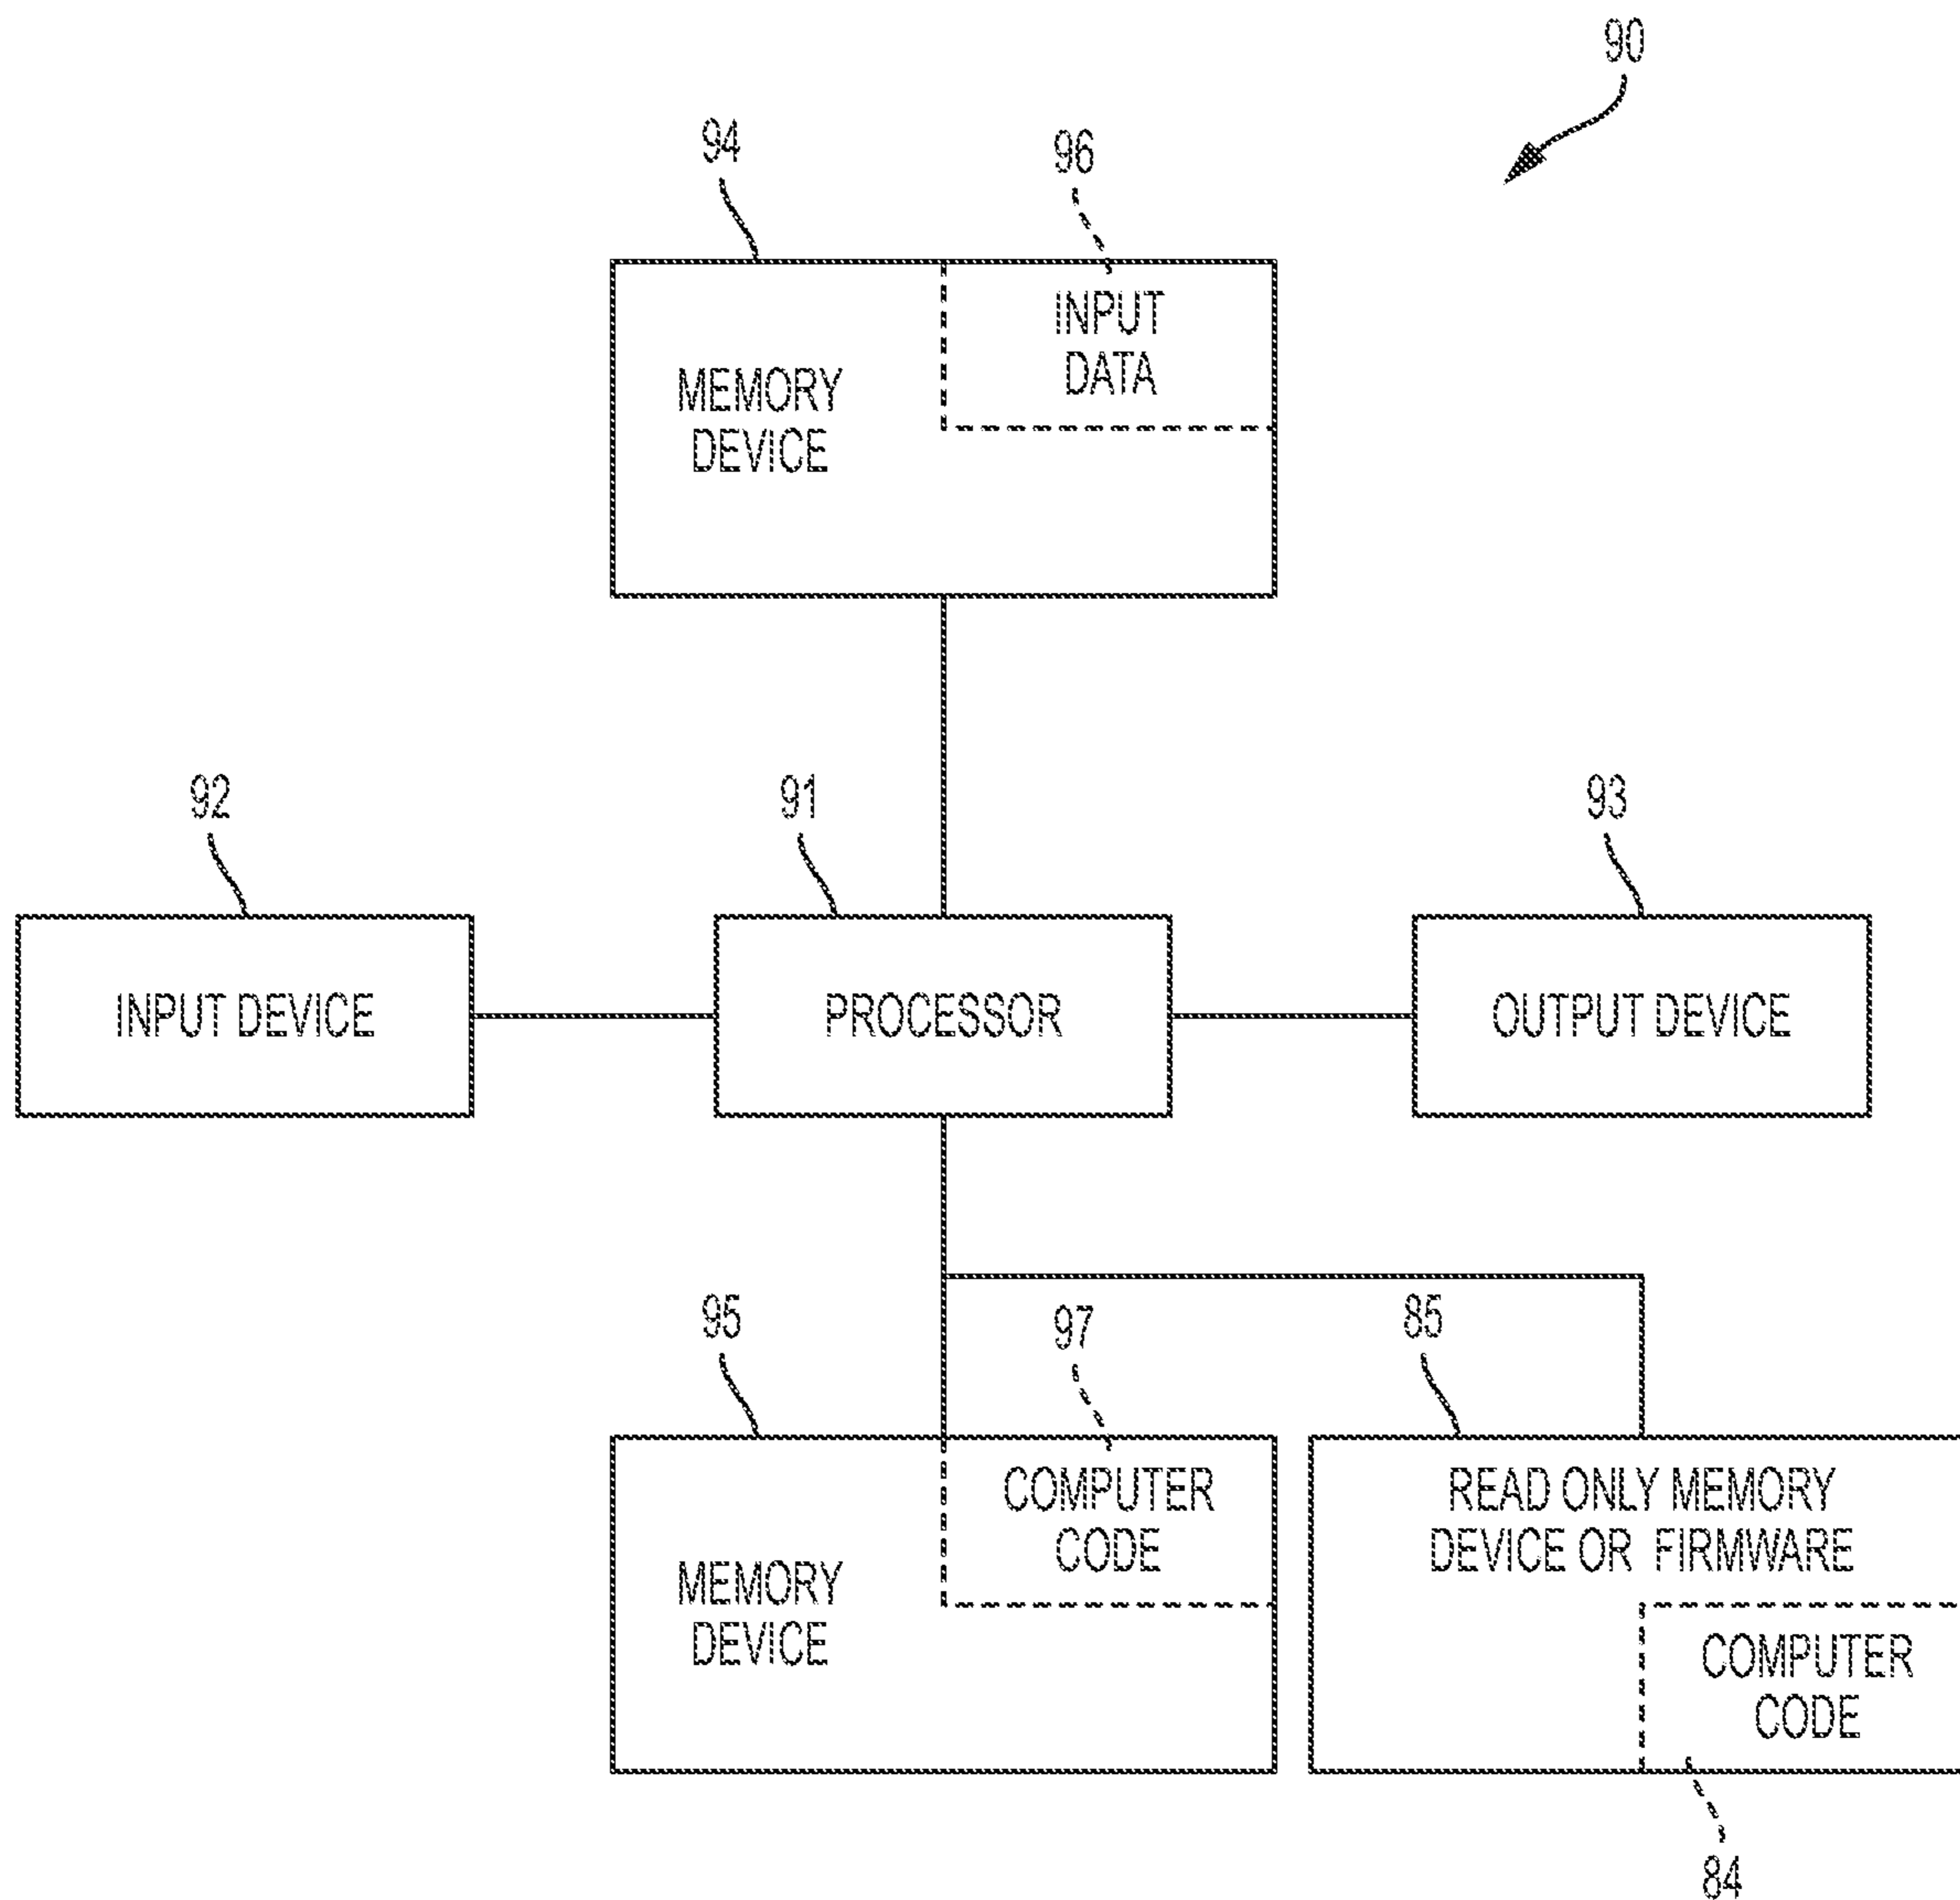 90
94
96
INPUT
DATA
MEMORY
DEVICE
92
91
93
INPUT DEVICE
PROCESSOR
OUTPUT DEVICE
95
97
85
COMPUTER
CODE
MEMORY
DEVICE
READ ONLY MEMORY
DEVICE OR FIRMWARE
COMPUTER
CODE
84